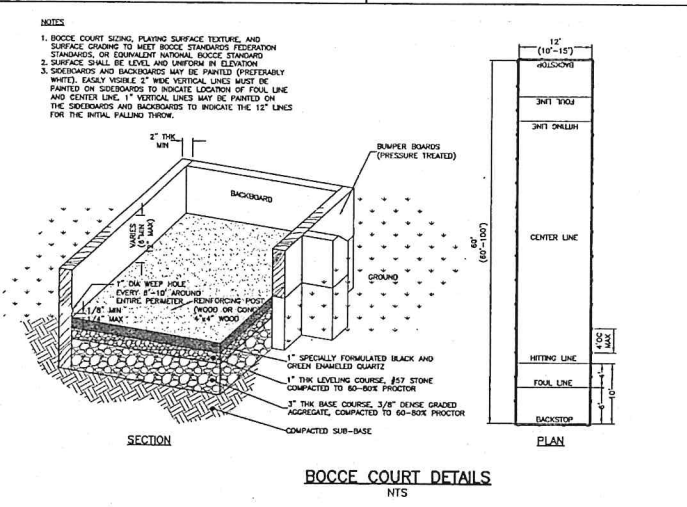 NOTES
1. BOCCE COURT SIZING, PLAYING SURFACE TEXTURE, AND
SURFACE GRADING TO MEET BOCCE STANDARDS FEDERATION
STANDARDS, OR EQUIVALENT NATIONAL BOCCE STANDARD
2. SURFACE SHALL BE LEVEL AND UNIFORM IN ELEVATION
3. SIDEBOARDS AND BACKBOARDS MAY BE PAINTED (PREFERABLY
WHITE). EASILY VISIBLE 2" WIDE VERTICAL LINES MUST BE
PAINTED ON SIDEBOARDS TO INDICATE LOCATION OF FOUL LINE
AND CENTER LINE. 1" VERTICAL LINES MAY BE PAINTED ON
THE SIDEBOARDS AND BACKBOARDS TO INDICATE THE 12" LINES
FOR THE INITIAL PALLINO THROW.
2" THK
MIN
BUMPER BOARDS
(PRESSURE TREATED)
BACKBOARD
VARIES
(6"MIN
12" MAX)
GROUND
1" DIA WEEP HOLE
EVERY 8'-10' AROUND
ENTIRE PERIMETER
1/8" MIN
1/4" MAX
REINFORCING POST
(WOOD OR CONC)
4"x4" WOOD
1" SPECIALLY FORMULATED BLACK AND
GREEN ENAMELED QUARTZ
1" THK LEVELING COURSE, #57 STONE
COMPACTED TO 60-80% PROCTOR
3" THK BASE COURSE, 3/8" DENSE GRADED
AGGREGATE, COMPACTED TO 60-80% PROCTOR
COMPACTED SUB-BASE
SECTION
12'
(10'-15')
BACKSTOP
FOUL LINE
HITTING LINE
60'
(80'-100')
CENTER LINE
4'OC
MAX
HITTING LINE
4'
FOUL LINE
10'
6'
BACKSTOP
PLAN
BOCCE COURT DETAILS
NTS